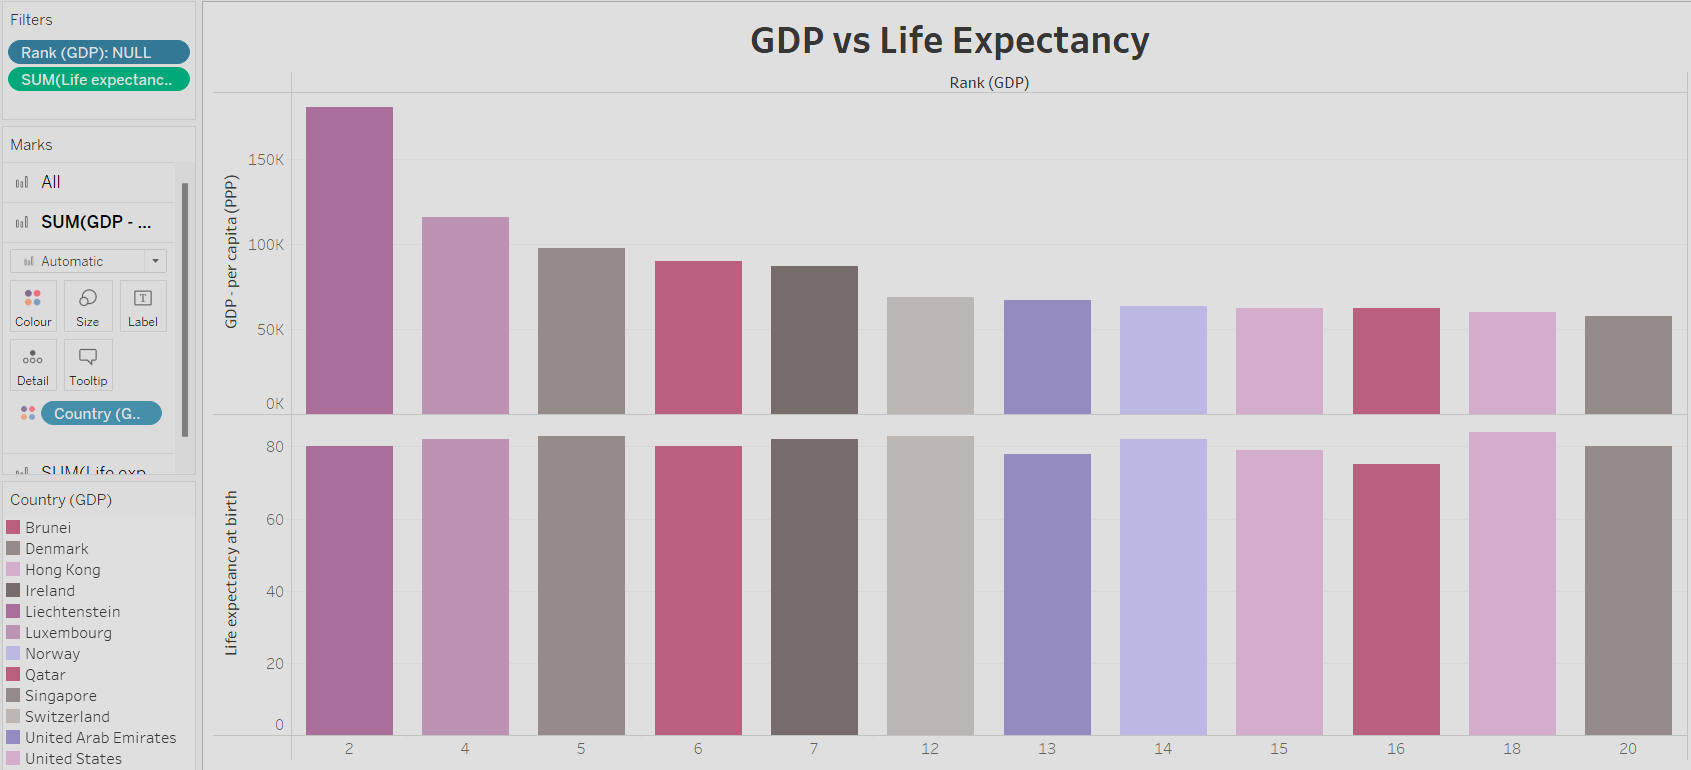 Filters
Rank (GDP): NULL
SUM(Life expectanc..
Marks
All
SUM(GDP - ...
Automatic
Colour
Size
Label
Detail
Tooltip
Country (G..
SUM(Life exp
Country (GDP)
Brunei
Denmark
Hong Kong
Ireland
Liechtenstein
Luxembourg
Norway
Qatar
Singapore
Switzerland
United Arab Emirates
United States
GDP vs Life Expectancy
Rank (GDP)
GDP - per capita (PPP)
150K
100K
50K
0K
Life expectancy at birth
80
60
40
20
0
2 4 5 6 7 12 13 14 15 16 18 20